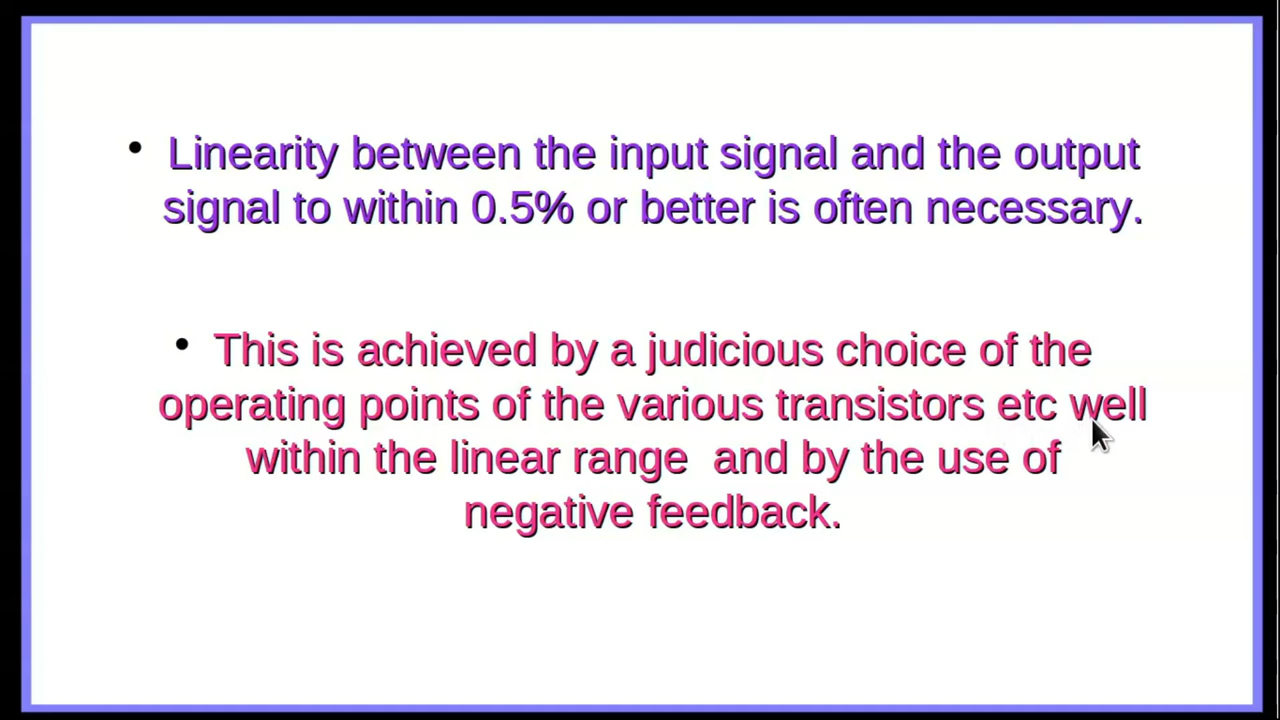 • Linearity between the input signal and the output
signal to within 0.5% or better is often necessary.
• This is achieved by a judicious choice of the
operating points of the various transistors etc well
within the linear range  and by the use of
negative feedback.